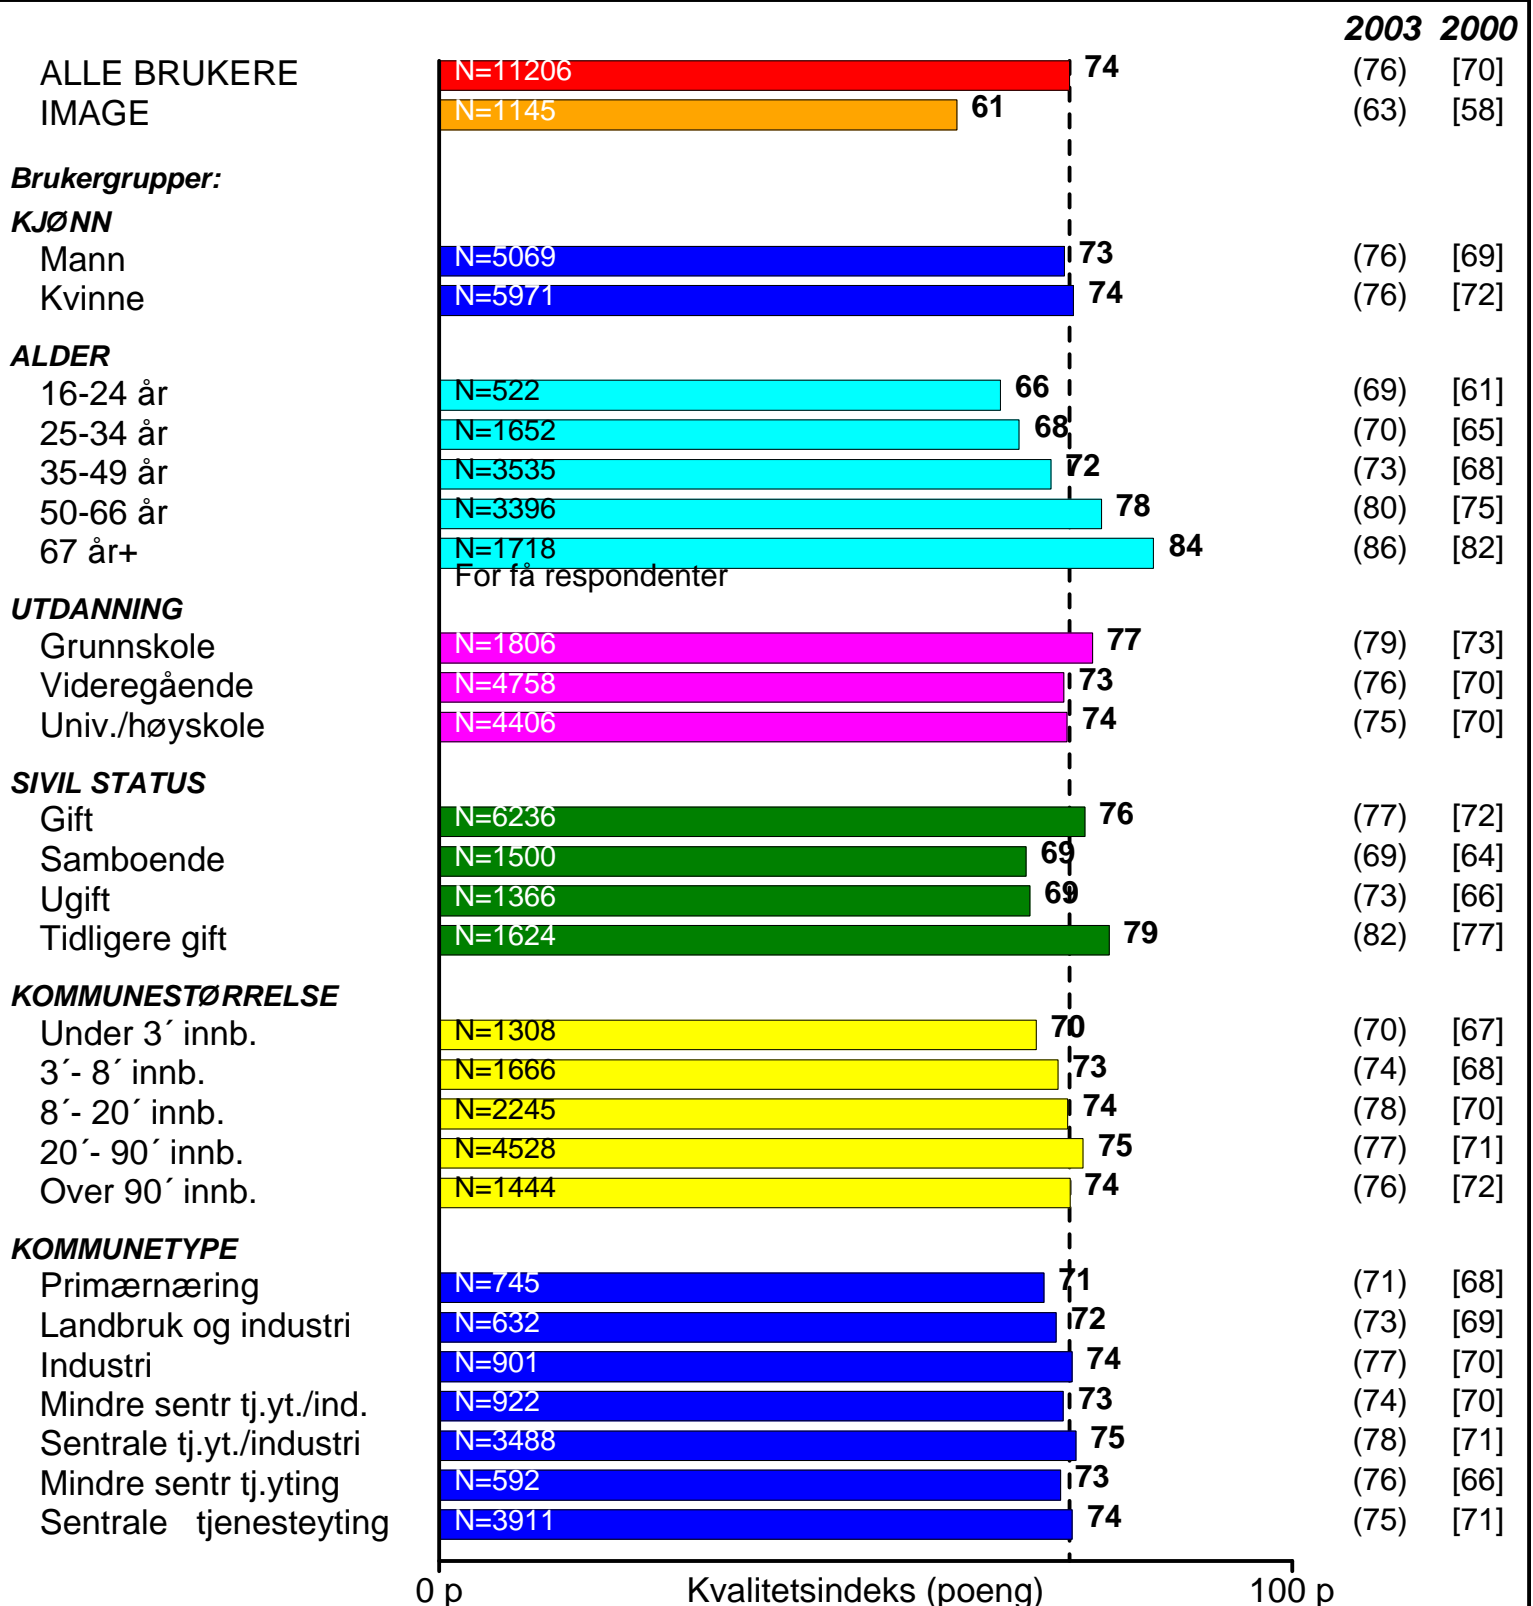 2003 2000
ALLE BRUKERE N=11206 74 (76) [70]
IMAGE N=1145 61 (63) [58]
Brukergrupper:
KJØNN
Mann N=5069 73 (76) [69]
Kvinne N=5971 74 (76) [72]
ALDER
16-24 år N=522 66 (69) [61]
25-34 år N=1652 68 (70) [65]
35-49 år N=3535 72 (73) [68]
50-66 år N=3396 78 (80) [75]
67 år+ N=1718 84 (86) [82]
For få respondenter
UTDANNING
Grunnskole N=1806 77 (79) [73]
Videregående N=4758 73 (76) [70]
Univ./høyskole N=4406 74 (75) [70]
SIVIL STATUS
Gift N=6236 76 (77) [72]
Samboende N=1500 69 (69) [64]
Ugift N=1366 69 (73) [66]
Tidligere gift N=1624 79 (82) [77]
KOMMUNESTØRRELSE
Under 3´ innb. N=1308 70 (70) [67]
3´- 8´ innb. N=1666 73 (74) [68]
8´- 20´ innb. N=2245 74 (78) [70]
20´- 90´ innb. N=4528 75 (77) [71]
Over 90´ innb. N=1444 74 (76) [72]
KOMMUNETYPE
Primærnæring N=745 71 (71) [68]
Landbruk og industri N=632 72 (73) [69]
Industri N=901 74 (77) [70]
Mindre sentr tj.yt./ind. N=922 73 (74) [70]
Sentrale tj.yt./industri N=3488 75 (78) [71]
Mindre sentr tj.yting N=592 73 (76) [66]
Sentrale tjenesteyting N=3911 74 (75) [71]
0 p Kvalitetsindeks (poeng) 100 p